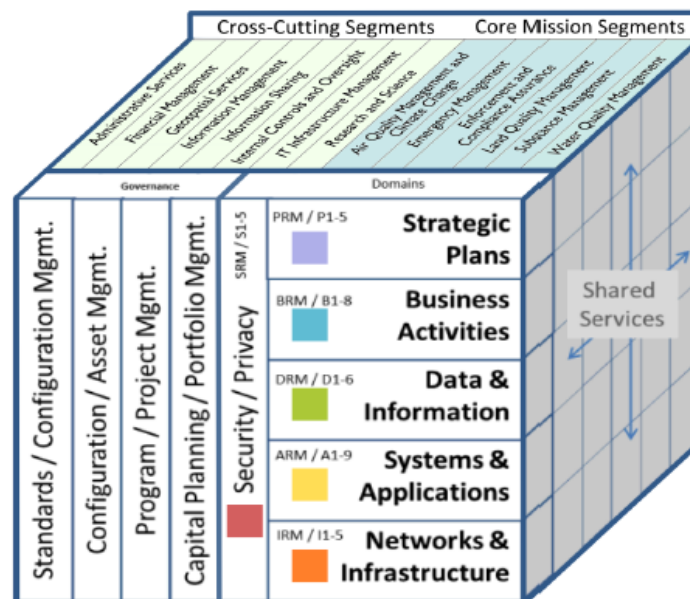 Cross-Cutting Segments
Core Mission Segments
Administrative Services
Financial Management
Geospatial Services
Information Management
Information Sharing
Internal Controls and Oversight
IT Infrastructure Management
Research and Science
Air Quality Management and
Climate Change
Emergency Management
Enforcement and
Compliance Assurance
Land Quality Management
Substance Management
Water Quality Management
Governance
Domains
Standards / Configuration Mgmt.
Configuration / Asset Mgmt.
Program / Project Mgmt.
Capital Planning / Portfolio Mgmt.
SRM / S1-5
Security / Privacy
PRM / P1-5
Strategic
Plans
BRM / B1-8
Business
Activities
DRM / D1-6
Data &
Information
ARM / A1-9
Systems &
Applications
IRM / I1-5
Networks &
Infrastructure
Shared
Services